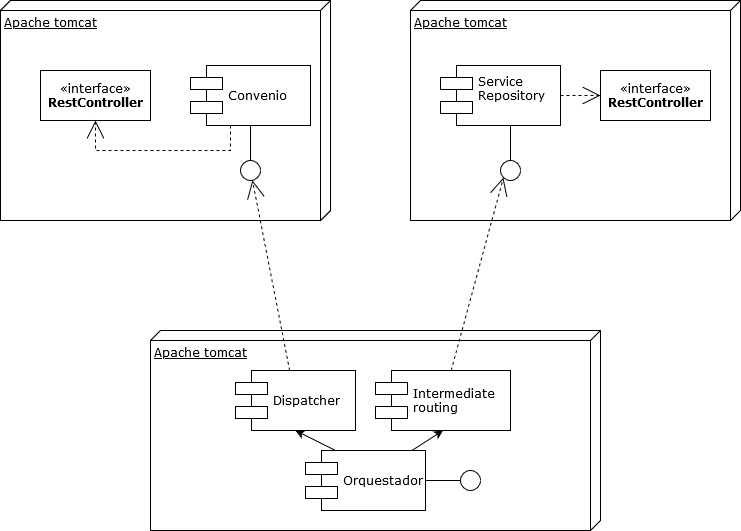 Apache tomcat
«interface»
RestController
Convenio
Apache tomcat
Service
Repository
«interface»
RestController
Apache tomcat
Dispatcher
Intermediate
routing
Orquestador